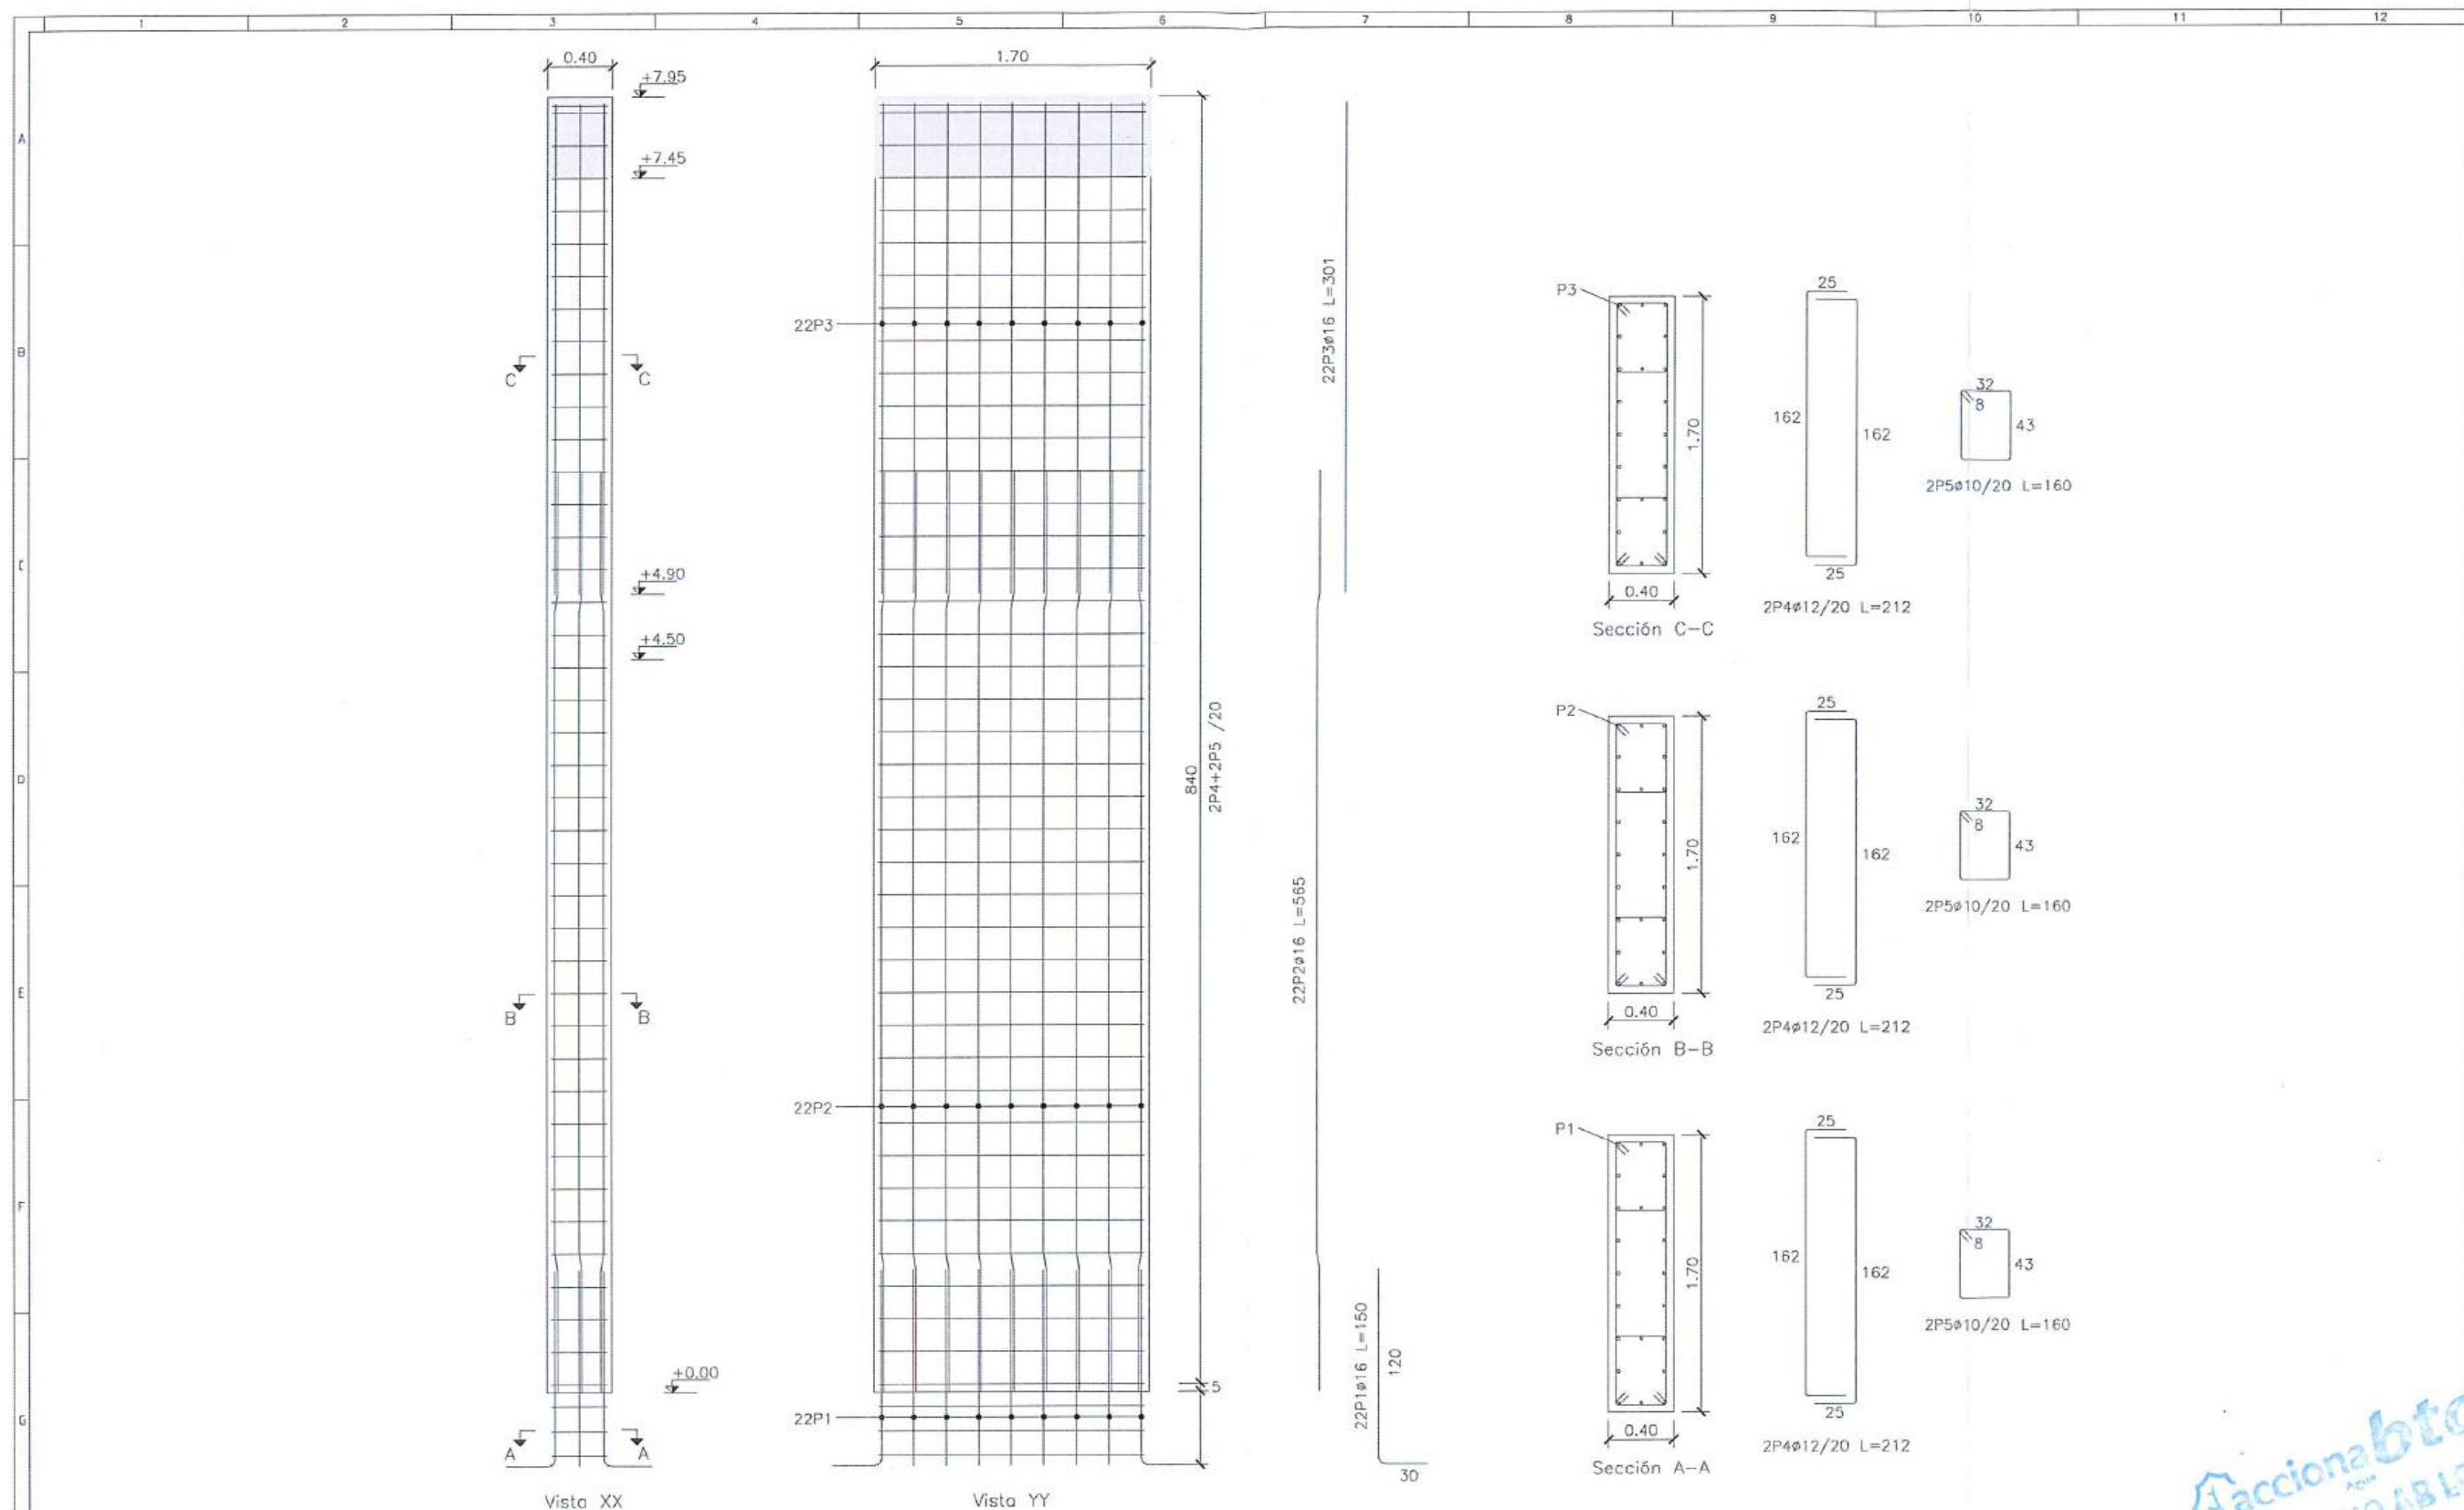 1 2 3 4 5 6 7 8 9 10 11 12
A
B
C
D
E
F
G
0.40
+7.95
+7.45
C C
+4.90
+4.50
B B
+0.00
A A
Vista XX
1.70
22P3
22P2
22P1
840
2P4+2P5 /20
5
Vista YY
22P3ø16 L=301
22P2ø16 L=565
22P1ø16 L=150
120
30
P3
1.70
0.40
Sección C-C
25
162
162
25
2P4ø12/20 L=212
32
8
43
2P5ø10/20 L=160
P2
1.70
0.40
Sección B-B
25
162
162
25
2P4ø12/20 L=212
32
8
43
2P5ø10/20 L=160
P1
1.70
0.40
Sección A-A
25
162
162
25
2P4ø12/20 L=212
32
8
43
2P5ø10/20 L=160
acciona
Agua